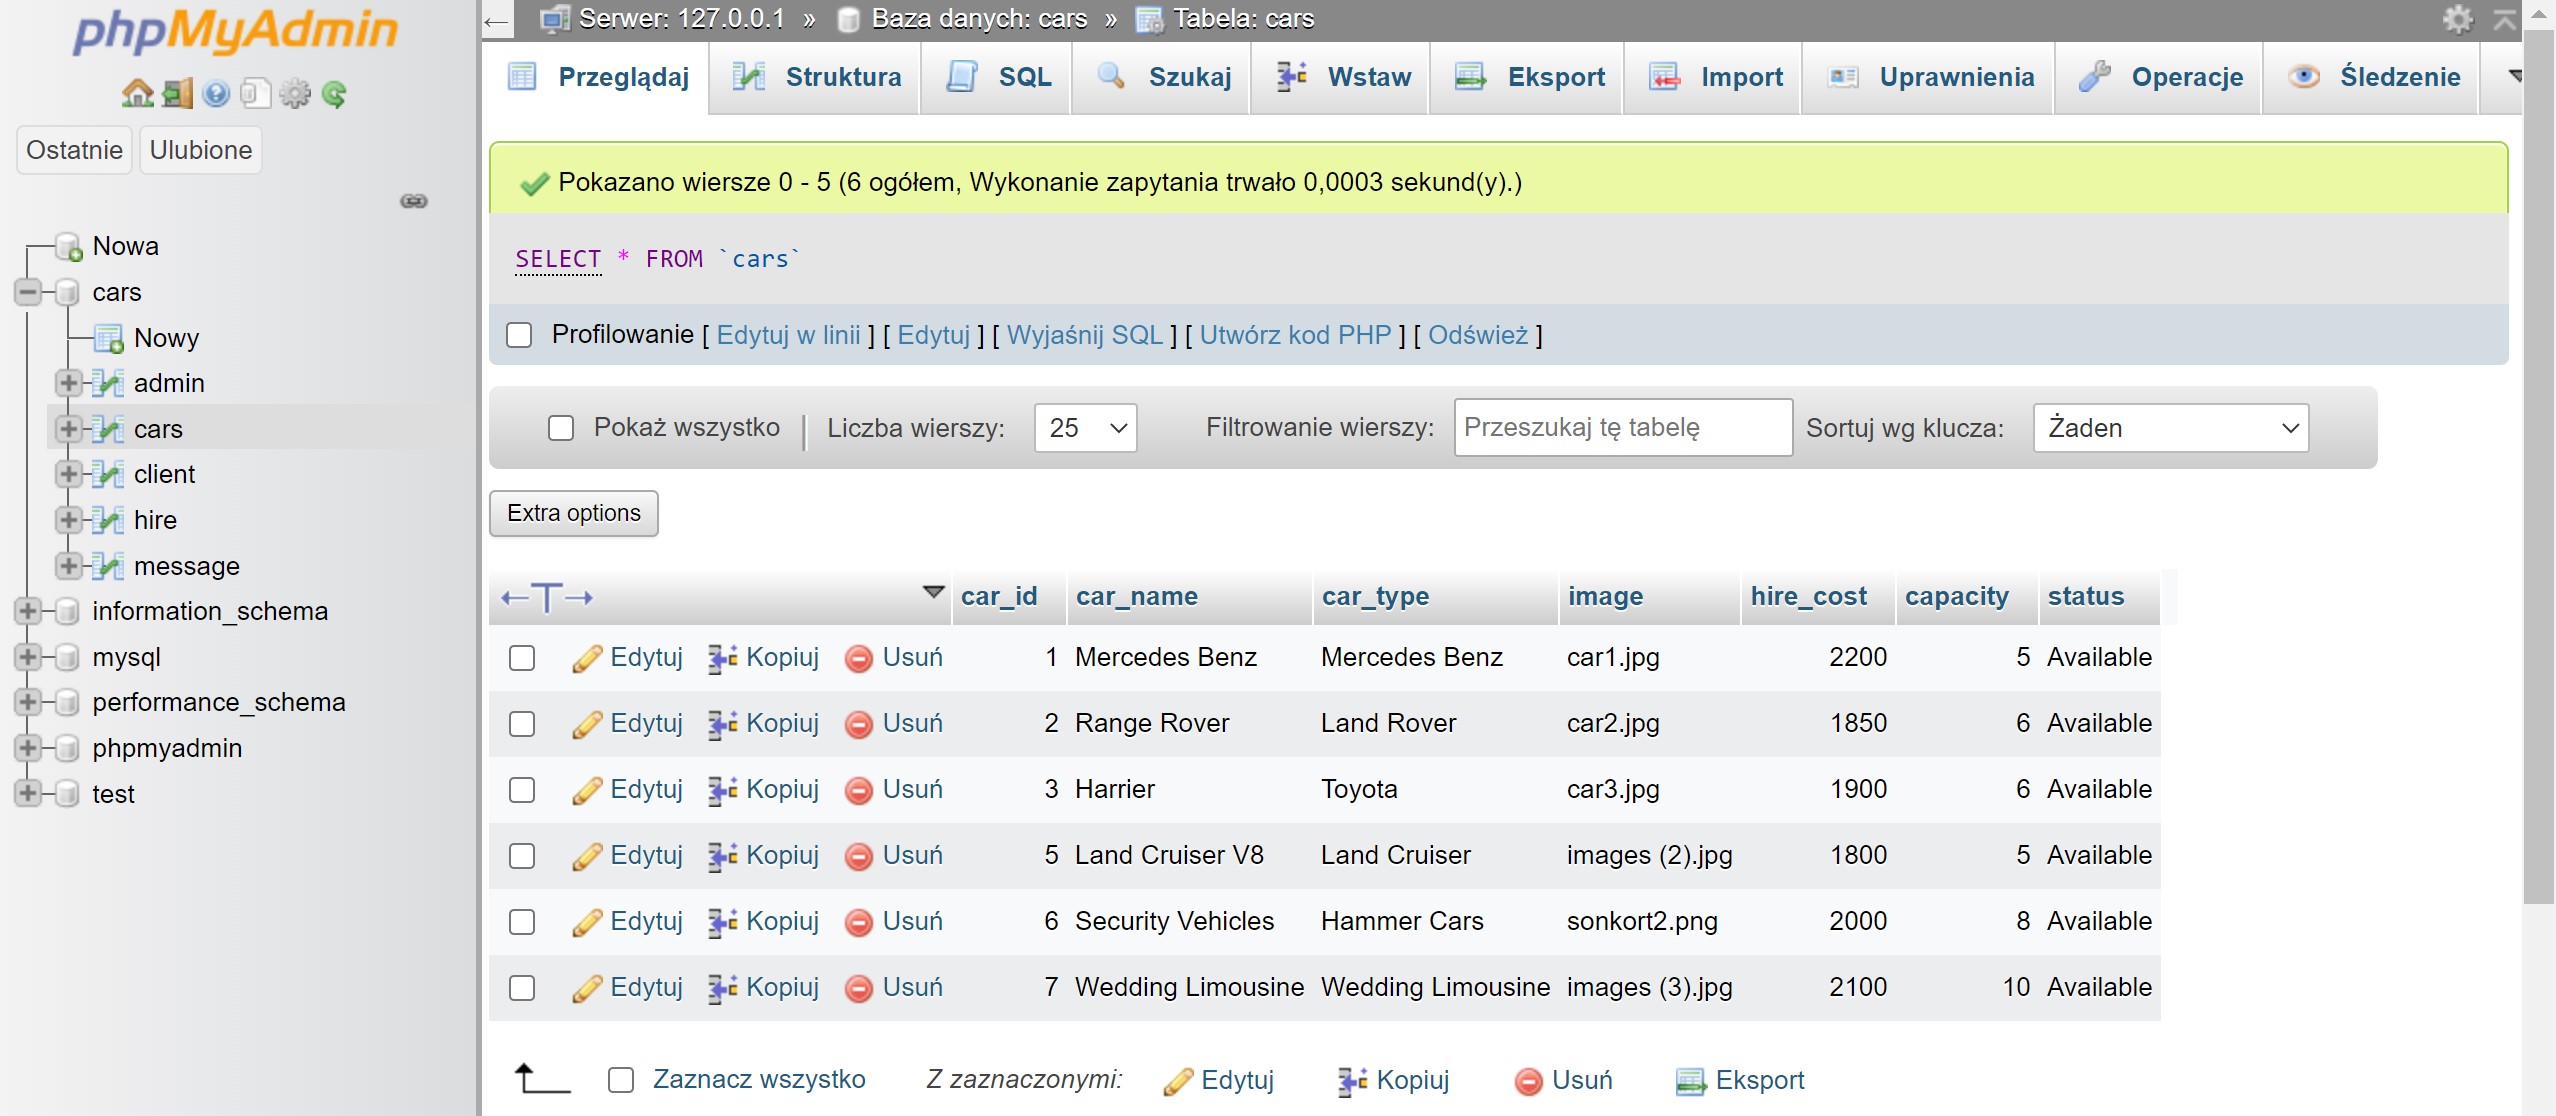 phpMyAdmin
Ostatnie Ulubione
Nowa
cars
Nowy
admin
cars
client
hire
message
information_schema
mysql
performance_schema
phpmyadmin
test
← Serwer: 127.0.0.1 » Baza danych: cars » Tabela: cars
Przeglądaj Struktura SQL Szukaj Wstaw Eksport Import Uprawnienia Operacje Śledzenie
Pokazano wiersze 0 - 5 (6 ogółem, Wykonanie zapytania trwało 0,0003 sekund(y).)
SELECT * FROM `cars`
Profilowanie [ Edytuj w linii ] [ Edytuj ] [ Wyjaśnij SQL ] [ Utwórz kod PHP ] [ Odśwież ]
Pokaż wszystko | Liczba wierszy: 25 Filtrowanie wierszy: Przeszukaj tę tabelę Sortuj wg klucza: Żaden
Extra options
←T→ car_id car_name car_type image hire_cost capacity status
Edytuj Kopiuj Usuń 1 Mercedes Benz Mercedes Benz car1.jpg 2200 5 Available
Edytuj Kopiuj Usuń 2 Range Rover Land Rover car2.jpg 1850 6 Available
Edytuj Kopiuj Usuń 3 Harrier Toyota car3.jpg 1900 6 Available
Edytuj Kopiuj Usuń 5 Land Cruiser V8 Land Cruiser images (2).jpg 1800 5 Available
Edytuj Kopiuj Usuń 6 Security Vehicles Hammer Cars sonkort2.png 2000 8 Available
Edytuj Kopiuj Usuń 7 Wedding Limousine Wedding Limousine images (3).jpg 2100 10 Available
Zaznacz wszystko Z zaznaczonymi: Edytuj Kopiuj Usuń Eksport